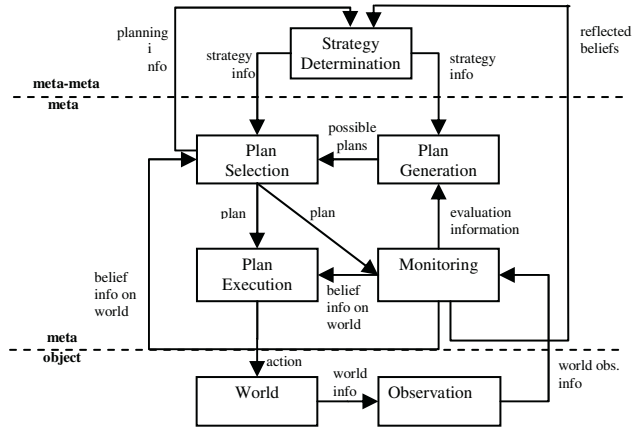 planning
i
nfo
strategy
info
Strategy
Determination
strategy
info
reflected
beliefs
meta-meta
meta
Plan
Selection
possible
plans
Plan
Generation
plan
plan
evaluation
information
belief
info on
world
Plan
Execution
belief
info on
world
Monitoring
meta
object
action
world
info
world obs.
info
World
Observation